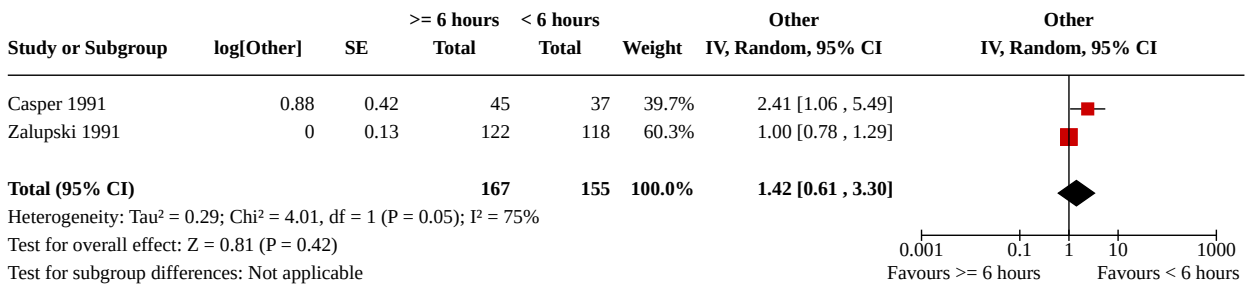 >= 6 hours < 6 hours Other Other
Study or Subgroup log[Other] SE Total Total Weight IV, Random, 95% CI IV, Random, 95% CI
Casper 1991 0.88 0.42 45 37 39.7% 2.41 [1.06 , 5.49]
Zalupski 1991 0 0.13 122 118 60.3% 1.00 [0.78 , 1.29]
Total (95% CI) 167 155 100.0% 1.42 [0.61 , 3.30]
Heterogeneity: Tau² = 0.29; Chi² = 4.01, df = 1 (P = 0.05); I² = 75%
Test for overall effect: Z = 0.81 (P = 0.42)
0.001 0.1 1 10 1000
Test for subgroup differences: Not applicable
Favours >= 6 hours Favours < 6 hours